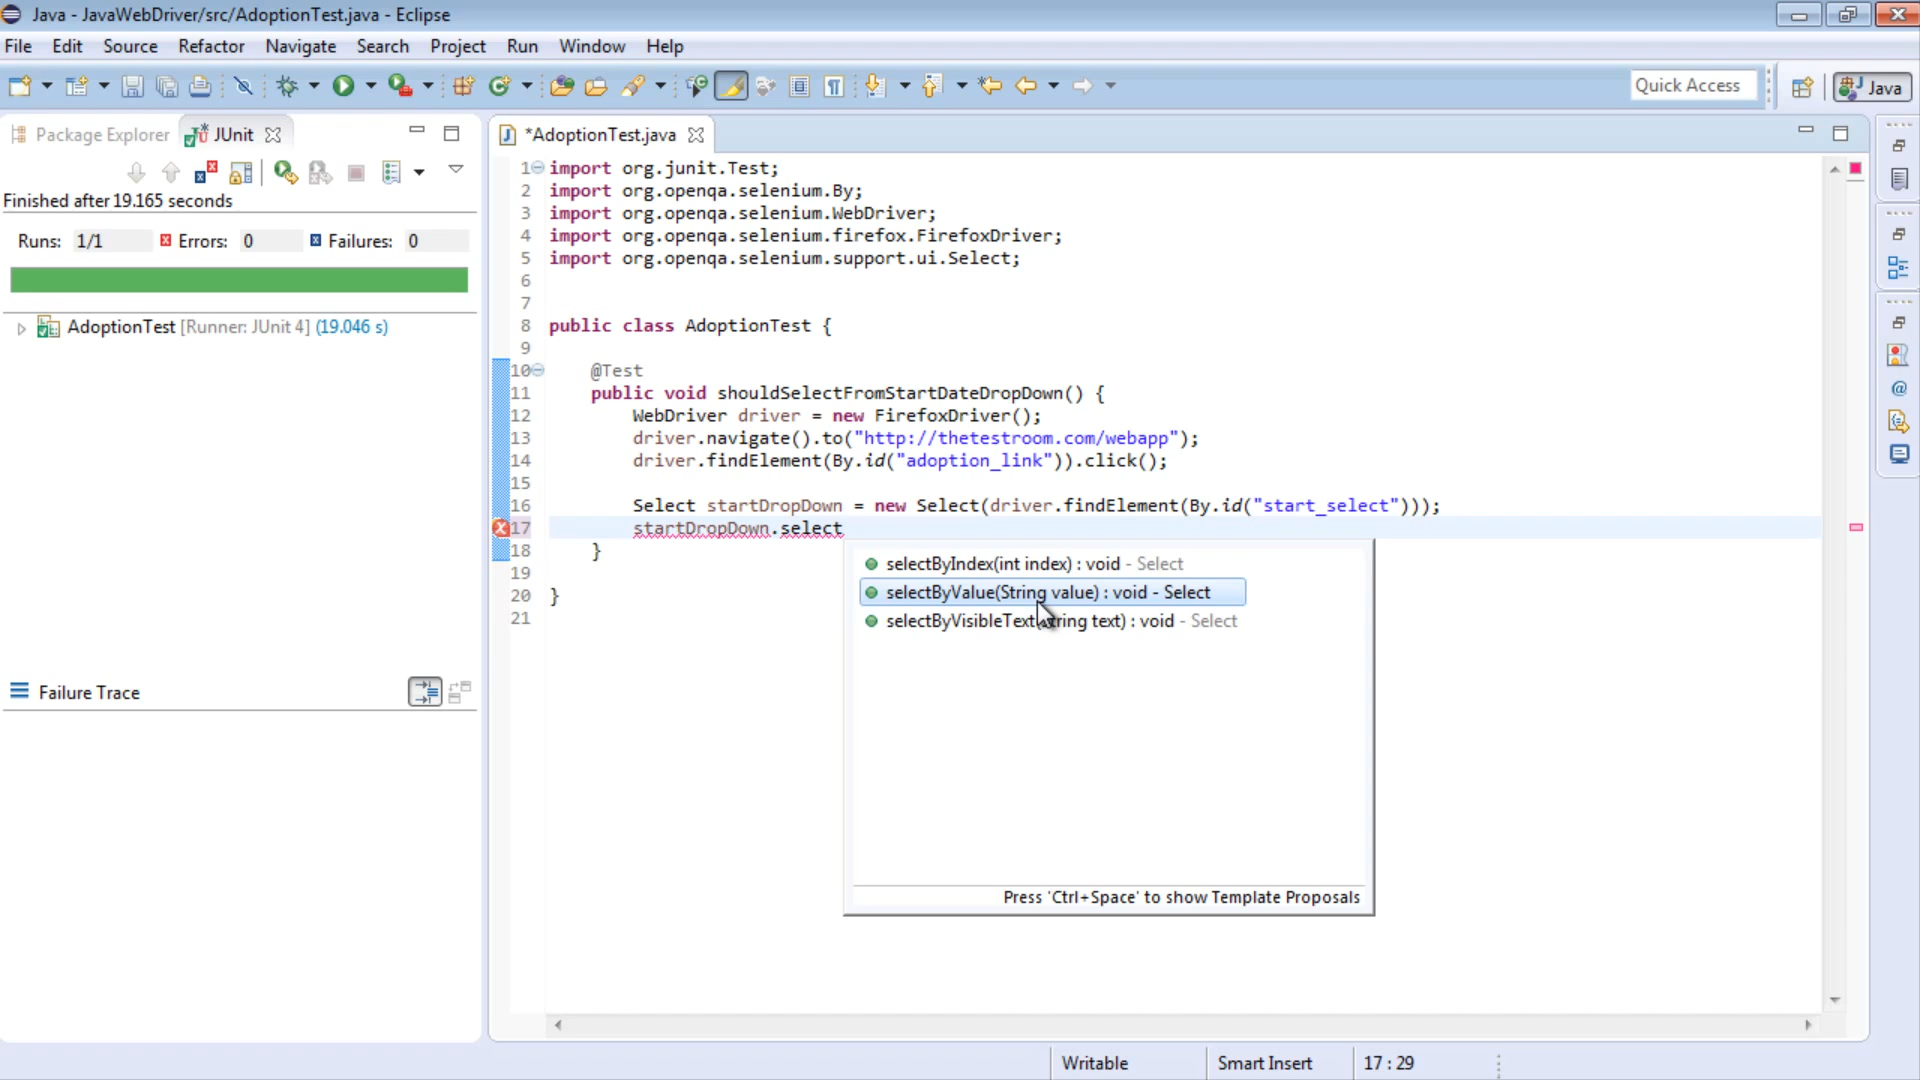 Java - JavaWebDriver/src/AdoptionTest.java - Eclipse
File Edit Source Refactor Navigate Search Project Run Window Help
Quick Access Java
Package Explorer JUnit
*AdoptionTest.java
Finished after 19.165 seconds
Runs: 1/1 Errors: 0 Failures: 0
AdoptionTest [Runner: JUnit 4] (19.046 s)
Failure Trace
1 import org.junit.Test;
2 import org.openqa.selenium.By;
3 import org.openqa.selenium.WebDriver;
4 import org.openqa.selenium.firefox.FirefoxDriver;
5 import org.openqa.selenium.support.ui.Select;
6
7
8 public class AdoptionTest {
9
10 @Test
11 public void shouldSelectFromStartDateDropDown() {
12 WebDriver driver = new FirefoxDriver();
13 driver.navigate().to("http://thetestroom.com/webapp");
14 driver.findElement(By.id("adoption_link")).click();
15
16 Select startDropDown = new Select(driver.findElement(By.id("start_select")));
17 startDropDown.select
18 }
19
20 }
21
selectByIndex(int index) : void - Select
selectByValue(String value) : void - Select
selectByVisibleText(String text) : void - Select
Press 'Ctrl+Space' to show Template Proposals
Writable Smart Insert 17 : 29